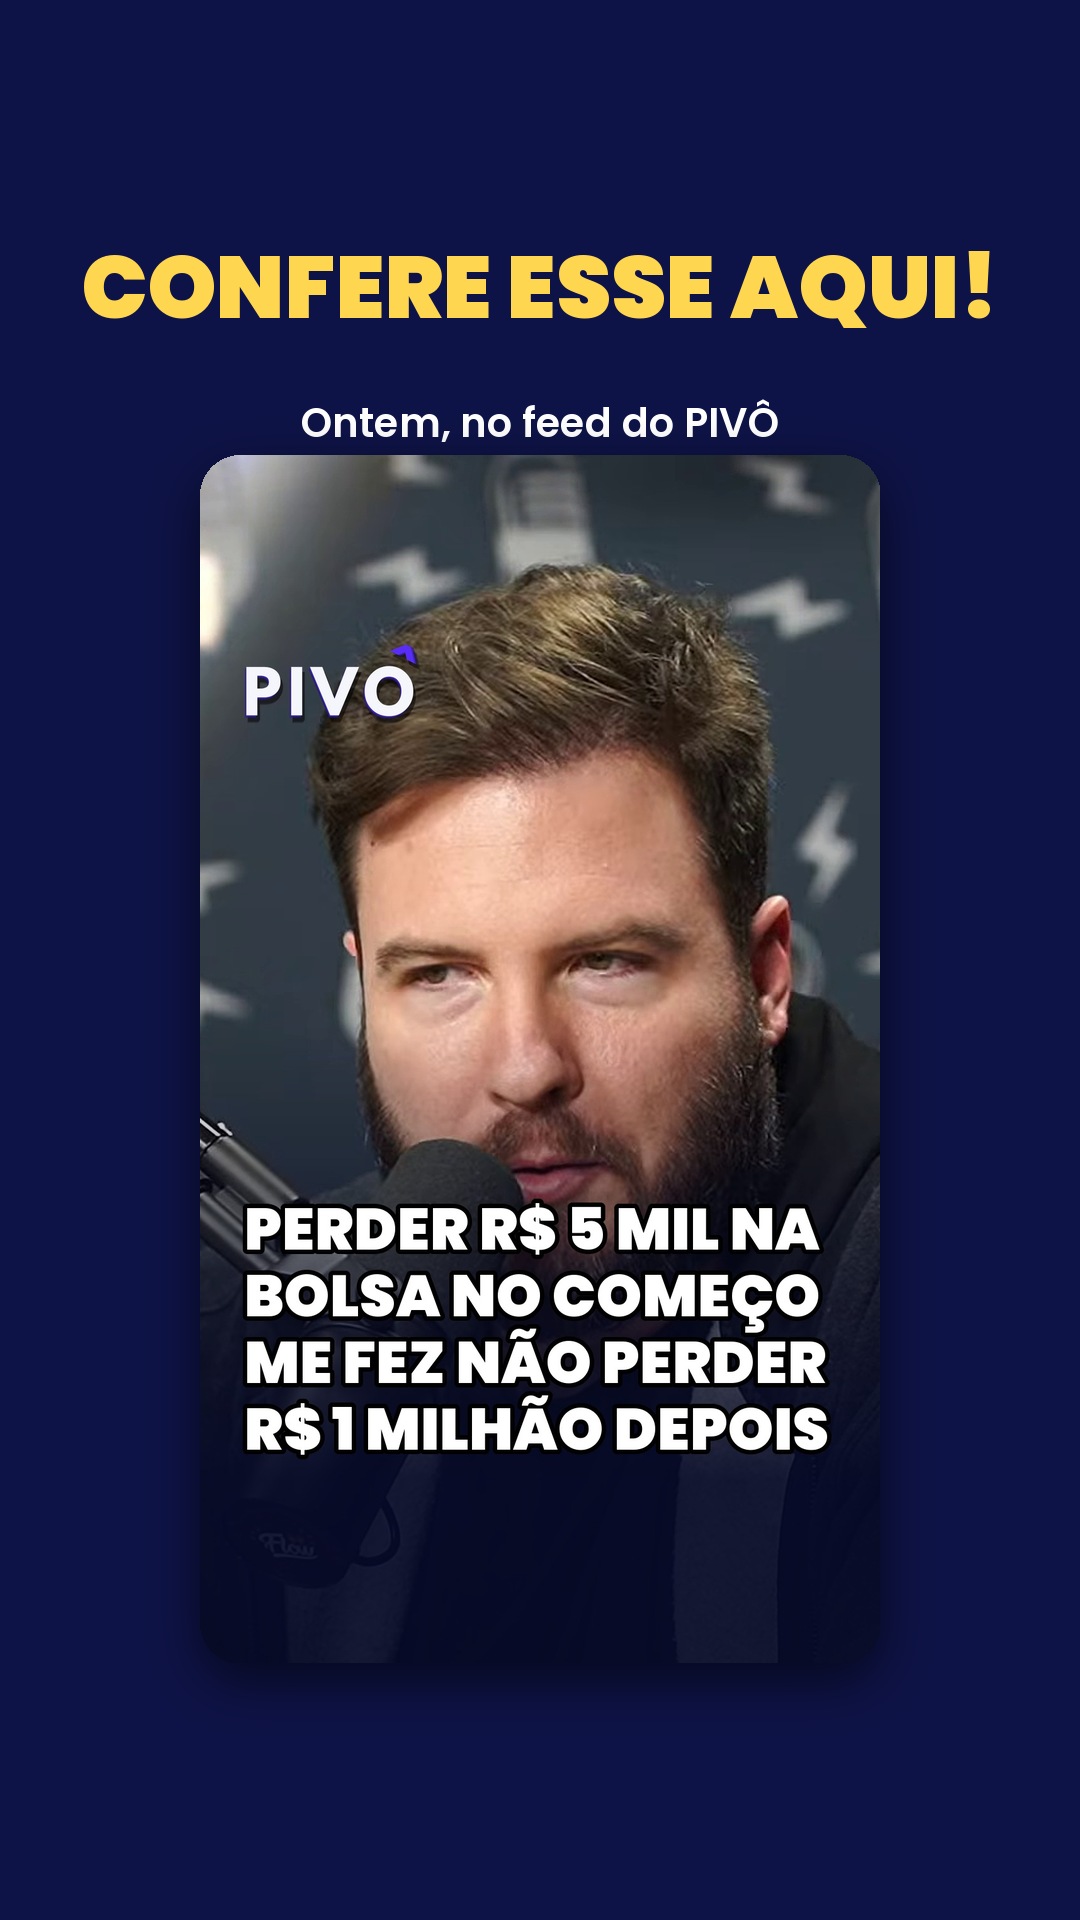 CONFERE ESSE AQUI!
Ontem, no feed do PIVÔ
PIVÔ
PERDER R$ 5 MIL NA
BOLSA NO COMEÇO
ME FEZ NÃO PERDER
R$ 1 MILHÃO DEPOIS
Flow